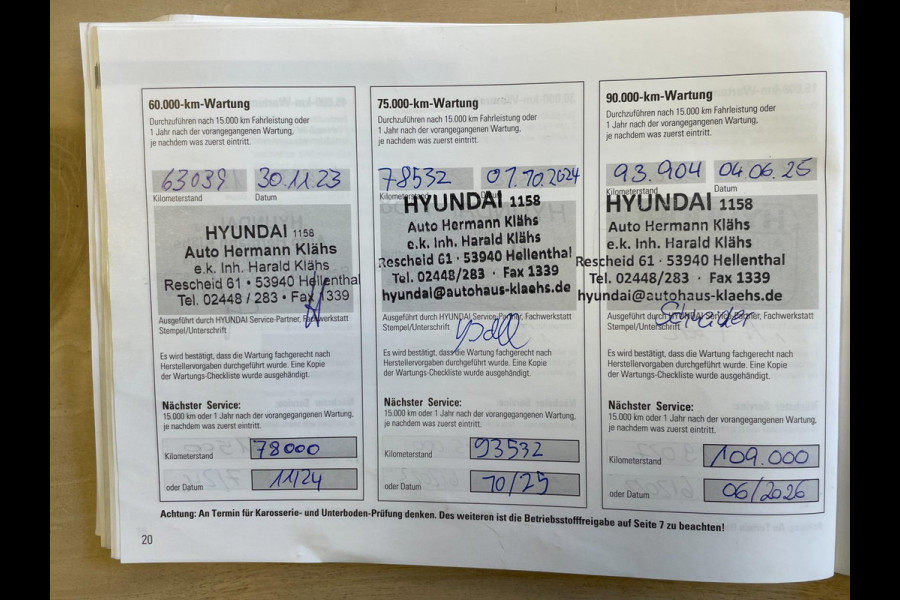 60.000-km-Wartung
Durchzuführen nach 15.000 km Fahrleistung oder
1 Jahr nach der vorangegangenen Wartung,
je nachdem was zuerst eintritt.
63039 30.11.23
Kilometerstand Datum
HYUNDAI 1158
Auto Hermann Klähs
e.k. Inh. Harald Klähs
Rescheid 61 • 53940 Hellenthal
Tel. 02448 / 283 • Fax 1339
Ausgeführt durch HYUNDAI Service-Partner, Fachwerkstatt
Stempel/Unterschrift
Es wird bestätigt, dass die Wartung fachgerecht nach
Herstellervorgaben durchgeführt wurde. Eine Kopie
der Wartungs-Checkliste wurde ausgehändigt.
Nächster Service:
15.000 km oder 1 Jahr nach der vorangegangenen Wartung,
je nachdem was zuerst eintritt.
Kilometerstand 78000
oder Datum 11/24
75.000-km-Wartung
Durchzuführen nach 15.000 km Fahrleistung oder
1 Jahr nach der vorangegangenen Wartung,
je nachdem was zuerst eintritt.
78532 07.10.2024
Kilometerstand Datum
HYUNDAI 1158
Auto Hermann Klähs
e.k. Inh. Harald Klähs
Rescheid 61 · 53940 Hellenthal
Tel. 02448/283 · Fax 1339
hyundai@autohaus-klaehs.de
Ausgeführt durch HYUNDAI Service-Partner, Fachwerkstatt
Stempel/Unterschrift
Es wird bestätigt, dass die Wartung fachgerecht nach
Herstellervorgaben durchgeführt wurde. Eine Kopie
der Wartungs-Checkliste wurde ausgehändigt.
Nächster Service:
15.000 km oder 1 Jahr nach der vorangegangenen Wartung,
je nachdem was zuerst eintritt.
Kilometerstand 93532
oder Datum 10/25
90.000-km-Wartung
Durchzuführen nach 15.000 km Fahrleistung oder
1 Jahr nach der vorangegangenen Wartung,
je nachdem was zuerst eintritt.
93.904 04.06.25
Kilometerstand Datum
HYUNDAI 1158
Auto Hermann Klähs
e.k. Inh. Harald Klähs
Rescheid 61 · 53940 Hellenthal
Tel. 02448/283 · Fax 1339
hyundai@autohaus-klaehs.de
Ausgeführt durch HYUNDAI Service-Partner, Fachwerkstatt
Stempel/Unterschrift
Es wird bestätigt, dass die Wartung fachgerecht nach
Herstellervorgaben durchgeführt wurde. Eine Kopie
der Wartungs-Checkliste wurde ausgehändigt.
Nächster Service:
15.000 km oder 1 Jahr nach der vorangegangenen Wartung,
je nachdem was zuerst eintritt.
Kilometerstand 109.000
oder Datum 06/2026
Achtung: An Termin für Karosserie- und Unterboden-Prüfung denken. Des weiteren ist die Betriebsstofffreigabe auf Seite 7 zu beachten!
20